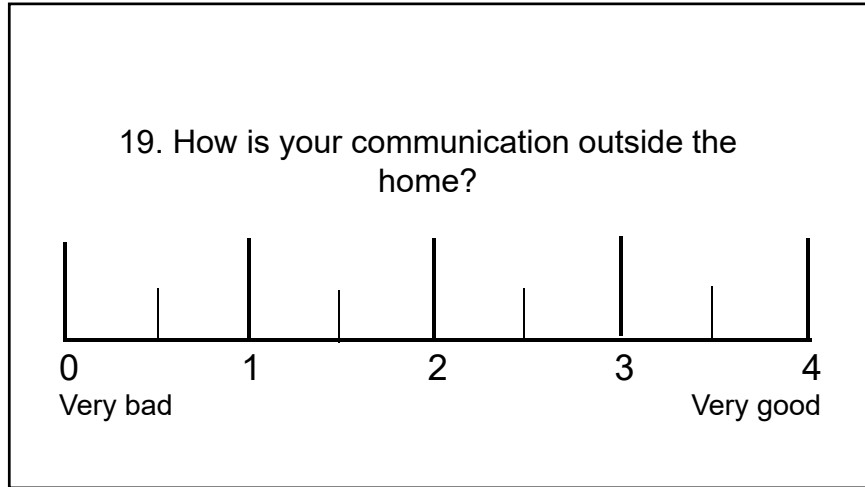 19. How is your communication outside the
home?
0 1 2 3 4
Very bad Very good